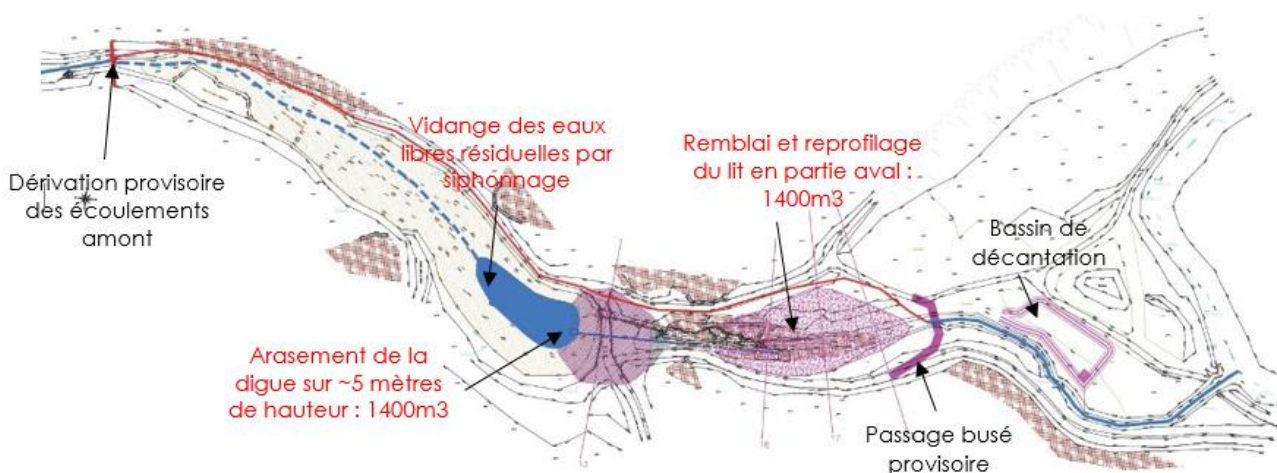 Dérivation provisoire
des écoulements
amont
Vidange des eaux
libres résiduelles par
siphonnage
Arasement de la
digue sur ~5 mètres
de hauteur : 1400m3
Remblai et reprofilage
du lit en partie aval :
1400m3
Bassin de
décantation
Passage busé
provisoire